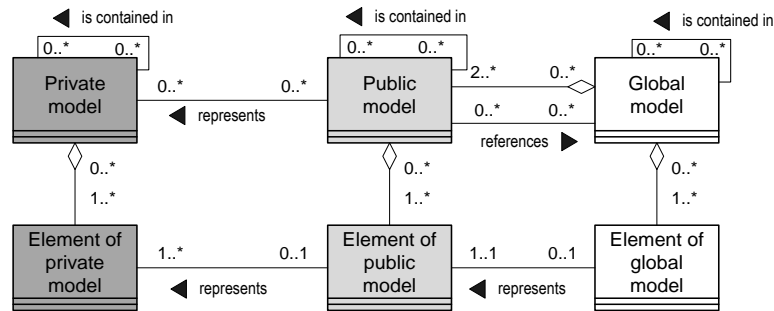 ◄ is contained in
◄ is contained in
◄ is contained in
0..* 0..*
0..* 0..*
0..* 0..*
Private
model
0..* 0..*
◄ represents
Public
model
2..* 0..*
0..* 0..*
references ►
Global
model
0..*
1..*
0..*
1..*
0..*
1..*
Element of
private
model
1..* 0..1
◄ represents
Element of
public
model
1..1 0..1
◄ represents
Element of
global
model